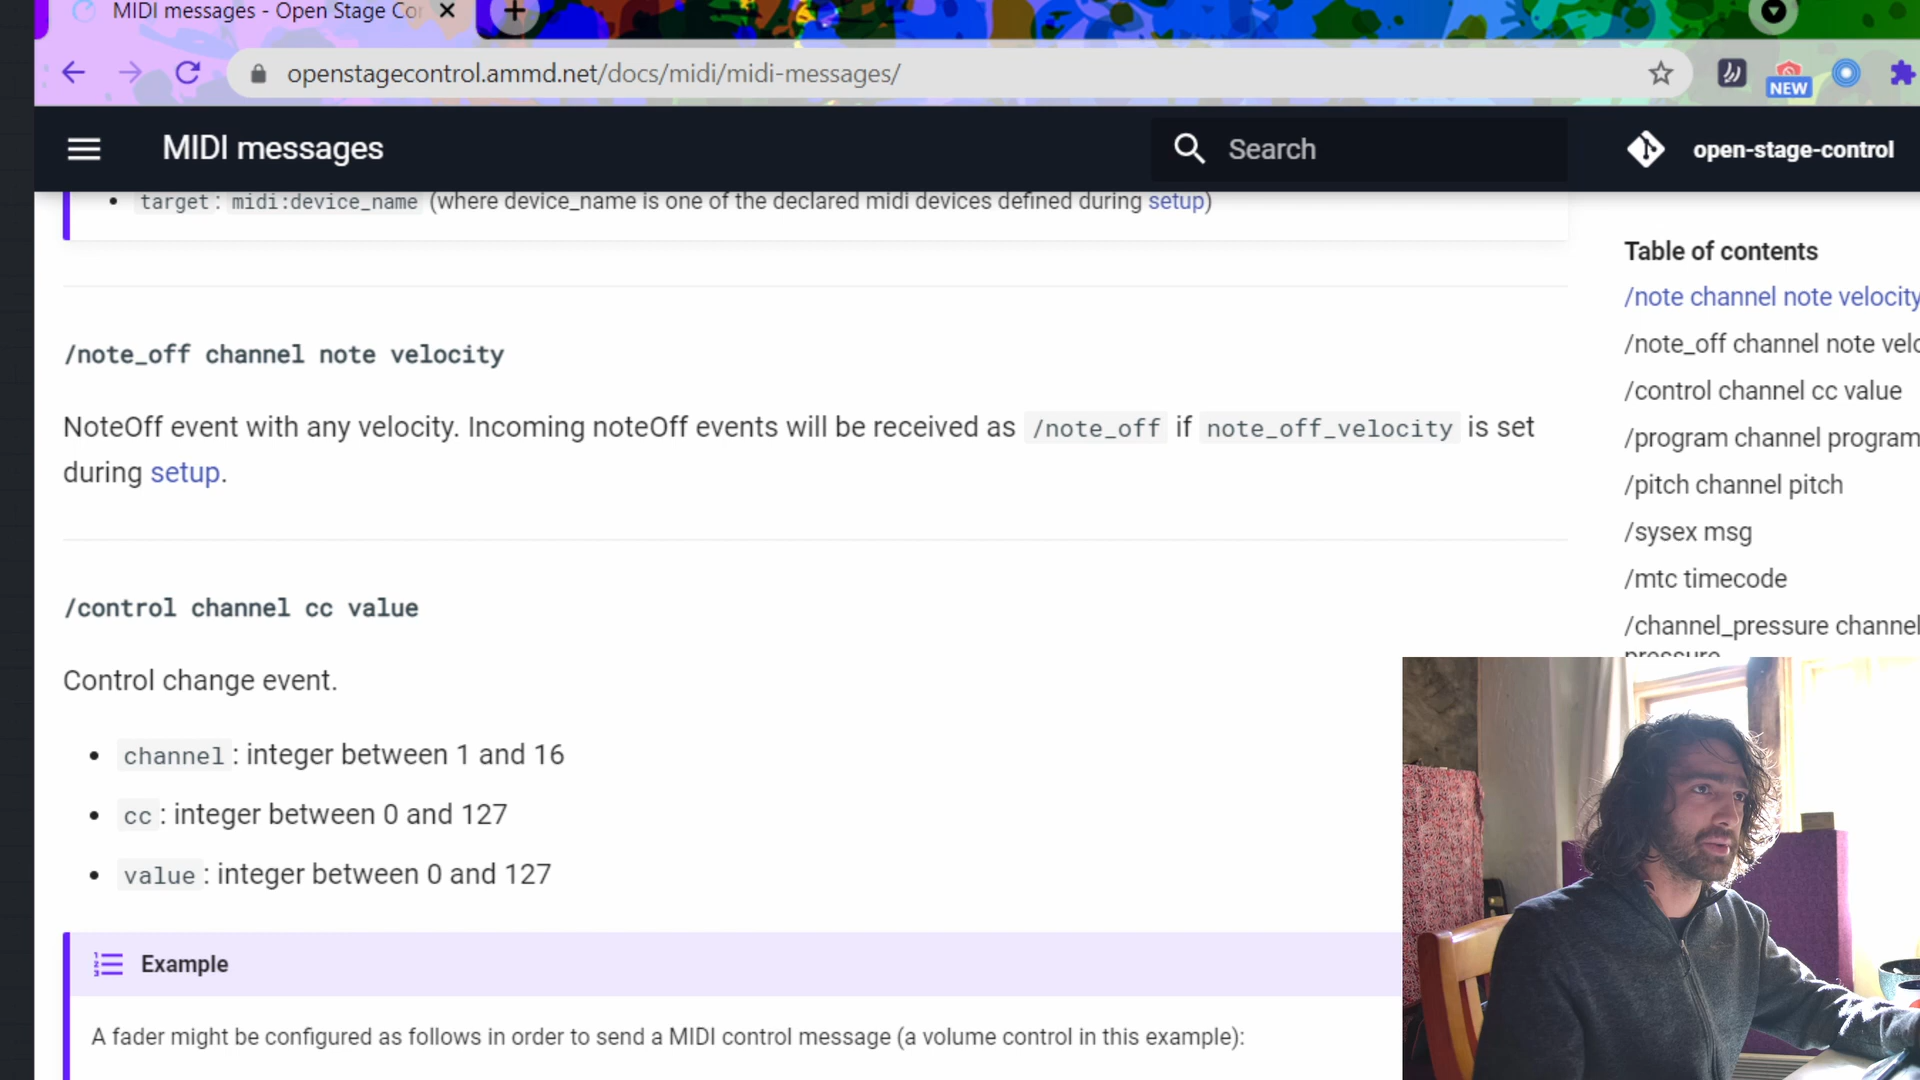 MIDI messages - Open Stage Co
openstagecontrol.ammd.net/docs/midi/midi-messages/
NEW
MIDI messages
Search
open-stage-control
target: midi:device_name (where device_name is one of the declared midi devices defined during setup)
/note_off channel note velocity
NoteOff event with any velocity. Incoming noteOff events will be received as /note_off if note_off_velocity is set
during setup.
/control channel cc value
Control change event.
channel: integer between 1 and 16
cc: integer between 0 and 127
value: integer between 0 and 127
Example
A fader might be configured as follows in order to send a MIDI control message (a volume control in this example):
Table of contents
/note channel note velocity
/note_off channel note velo
/control channel cc value
/program channel program
/pitch channel pitch
/sysex msg
/mtc timecode
/channel_pressure channel
pressure